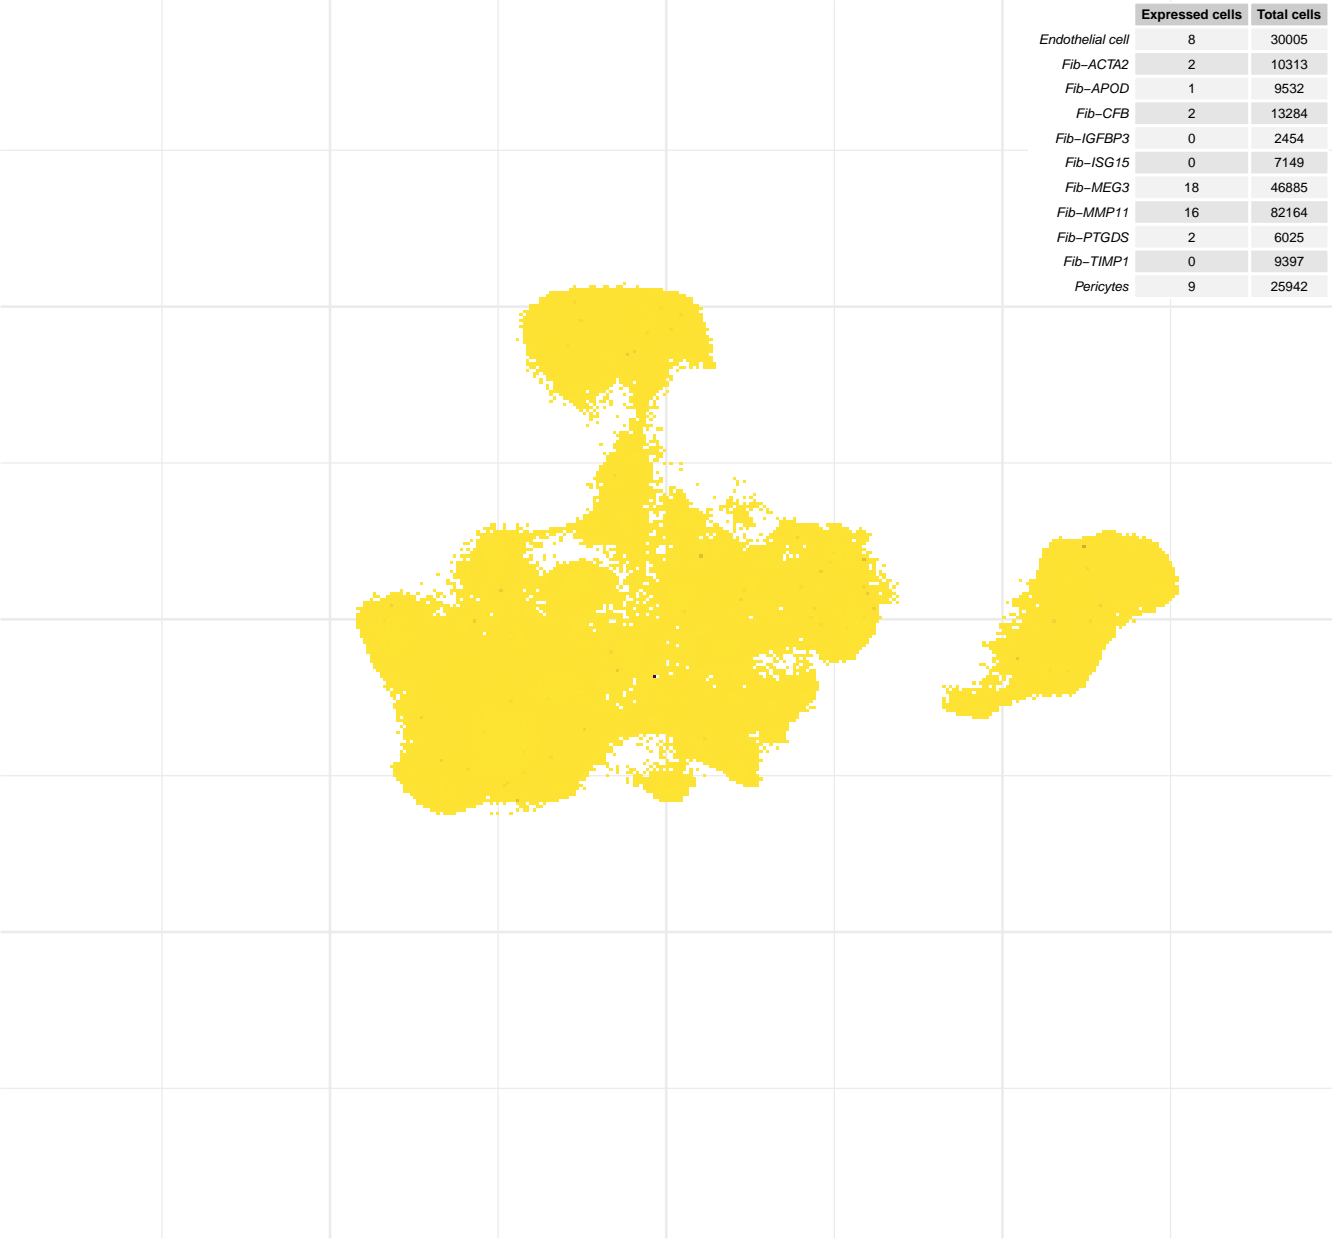 Expressed cells Total cells
Endothelial cell 8 30005
Fib−ACTA2 2 10313
Fib−APOD 1 9532
Fib−CFB 2 13284
Fib−IGFBP3 0 2454
Fib−ISG15 0 7149
Fib−MEG3 18 46885
Fib−MMP11 16 82164
Fib−PTGDS 2 6025
Fib−TIMP1 0 9397
Pericytes 9 25942